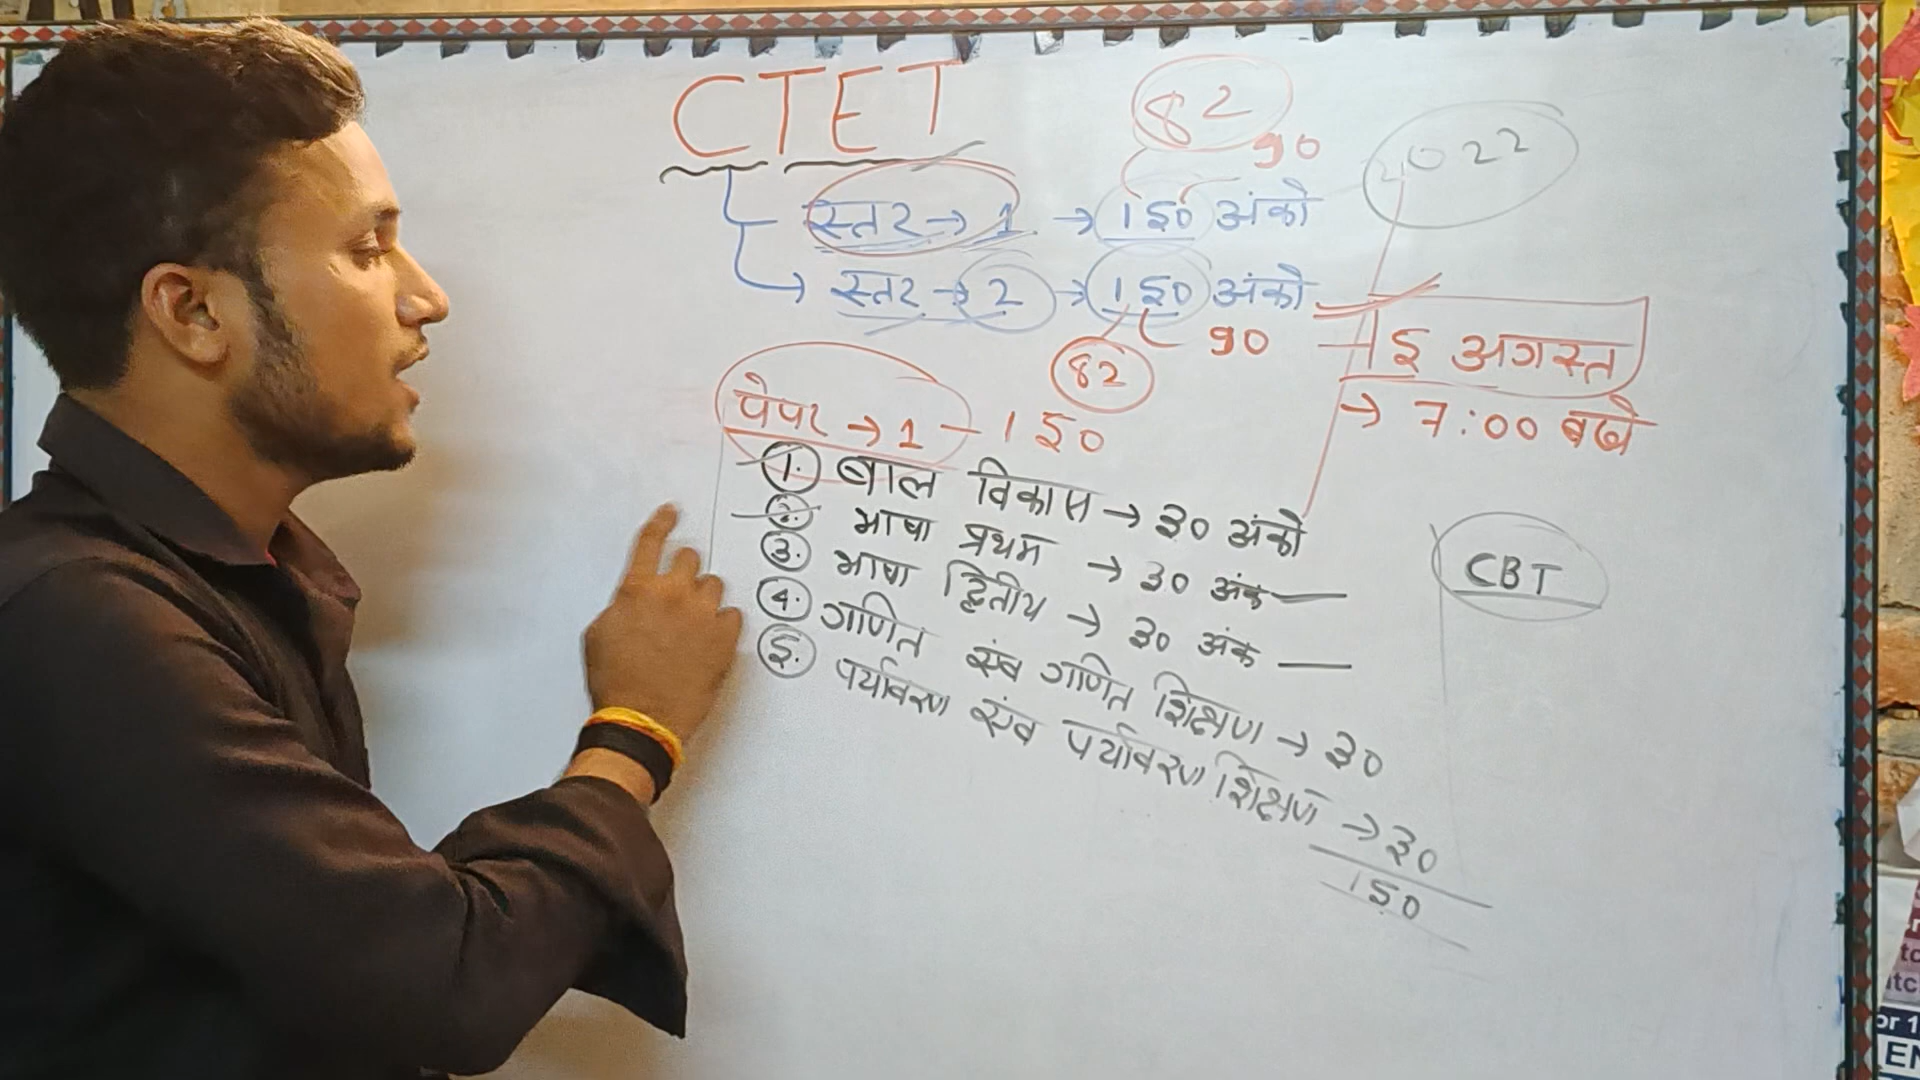 CTET
82
90
2022
स्तर → 1 → 150 अंको
स्तर → 2 → 150 अंको
82
90
15 अगस्त
→ 7:00 बजे
पेपर → 1 - 150
1. बाल विकास → 30 अंको
2. भाषा प्रथम → 30 अंक
3. भाषा द्वितीय → 30 अंक
4. गणित एंव गणित शिक्षण → 30
5. पर्यावरण एंव पर्यावरण शिक्षण → 30
150
CBT